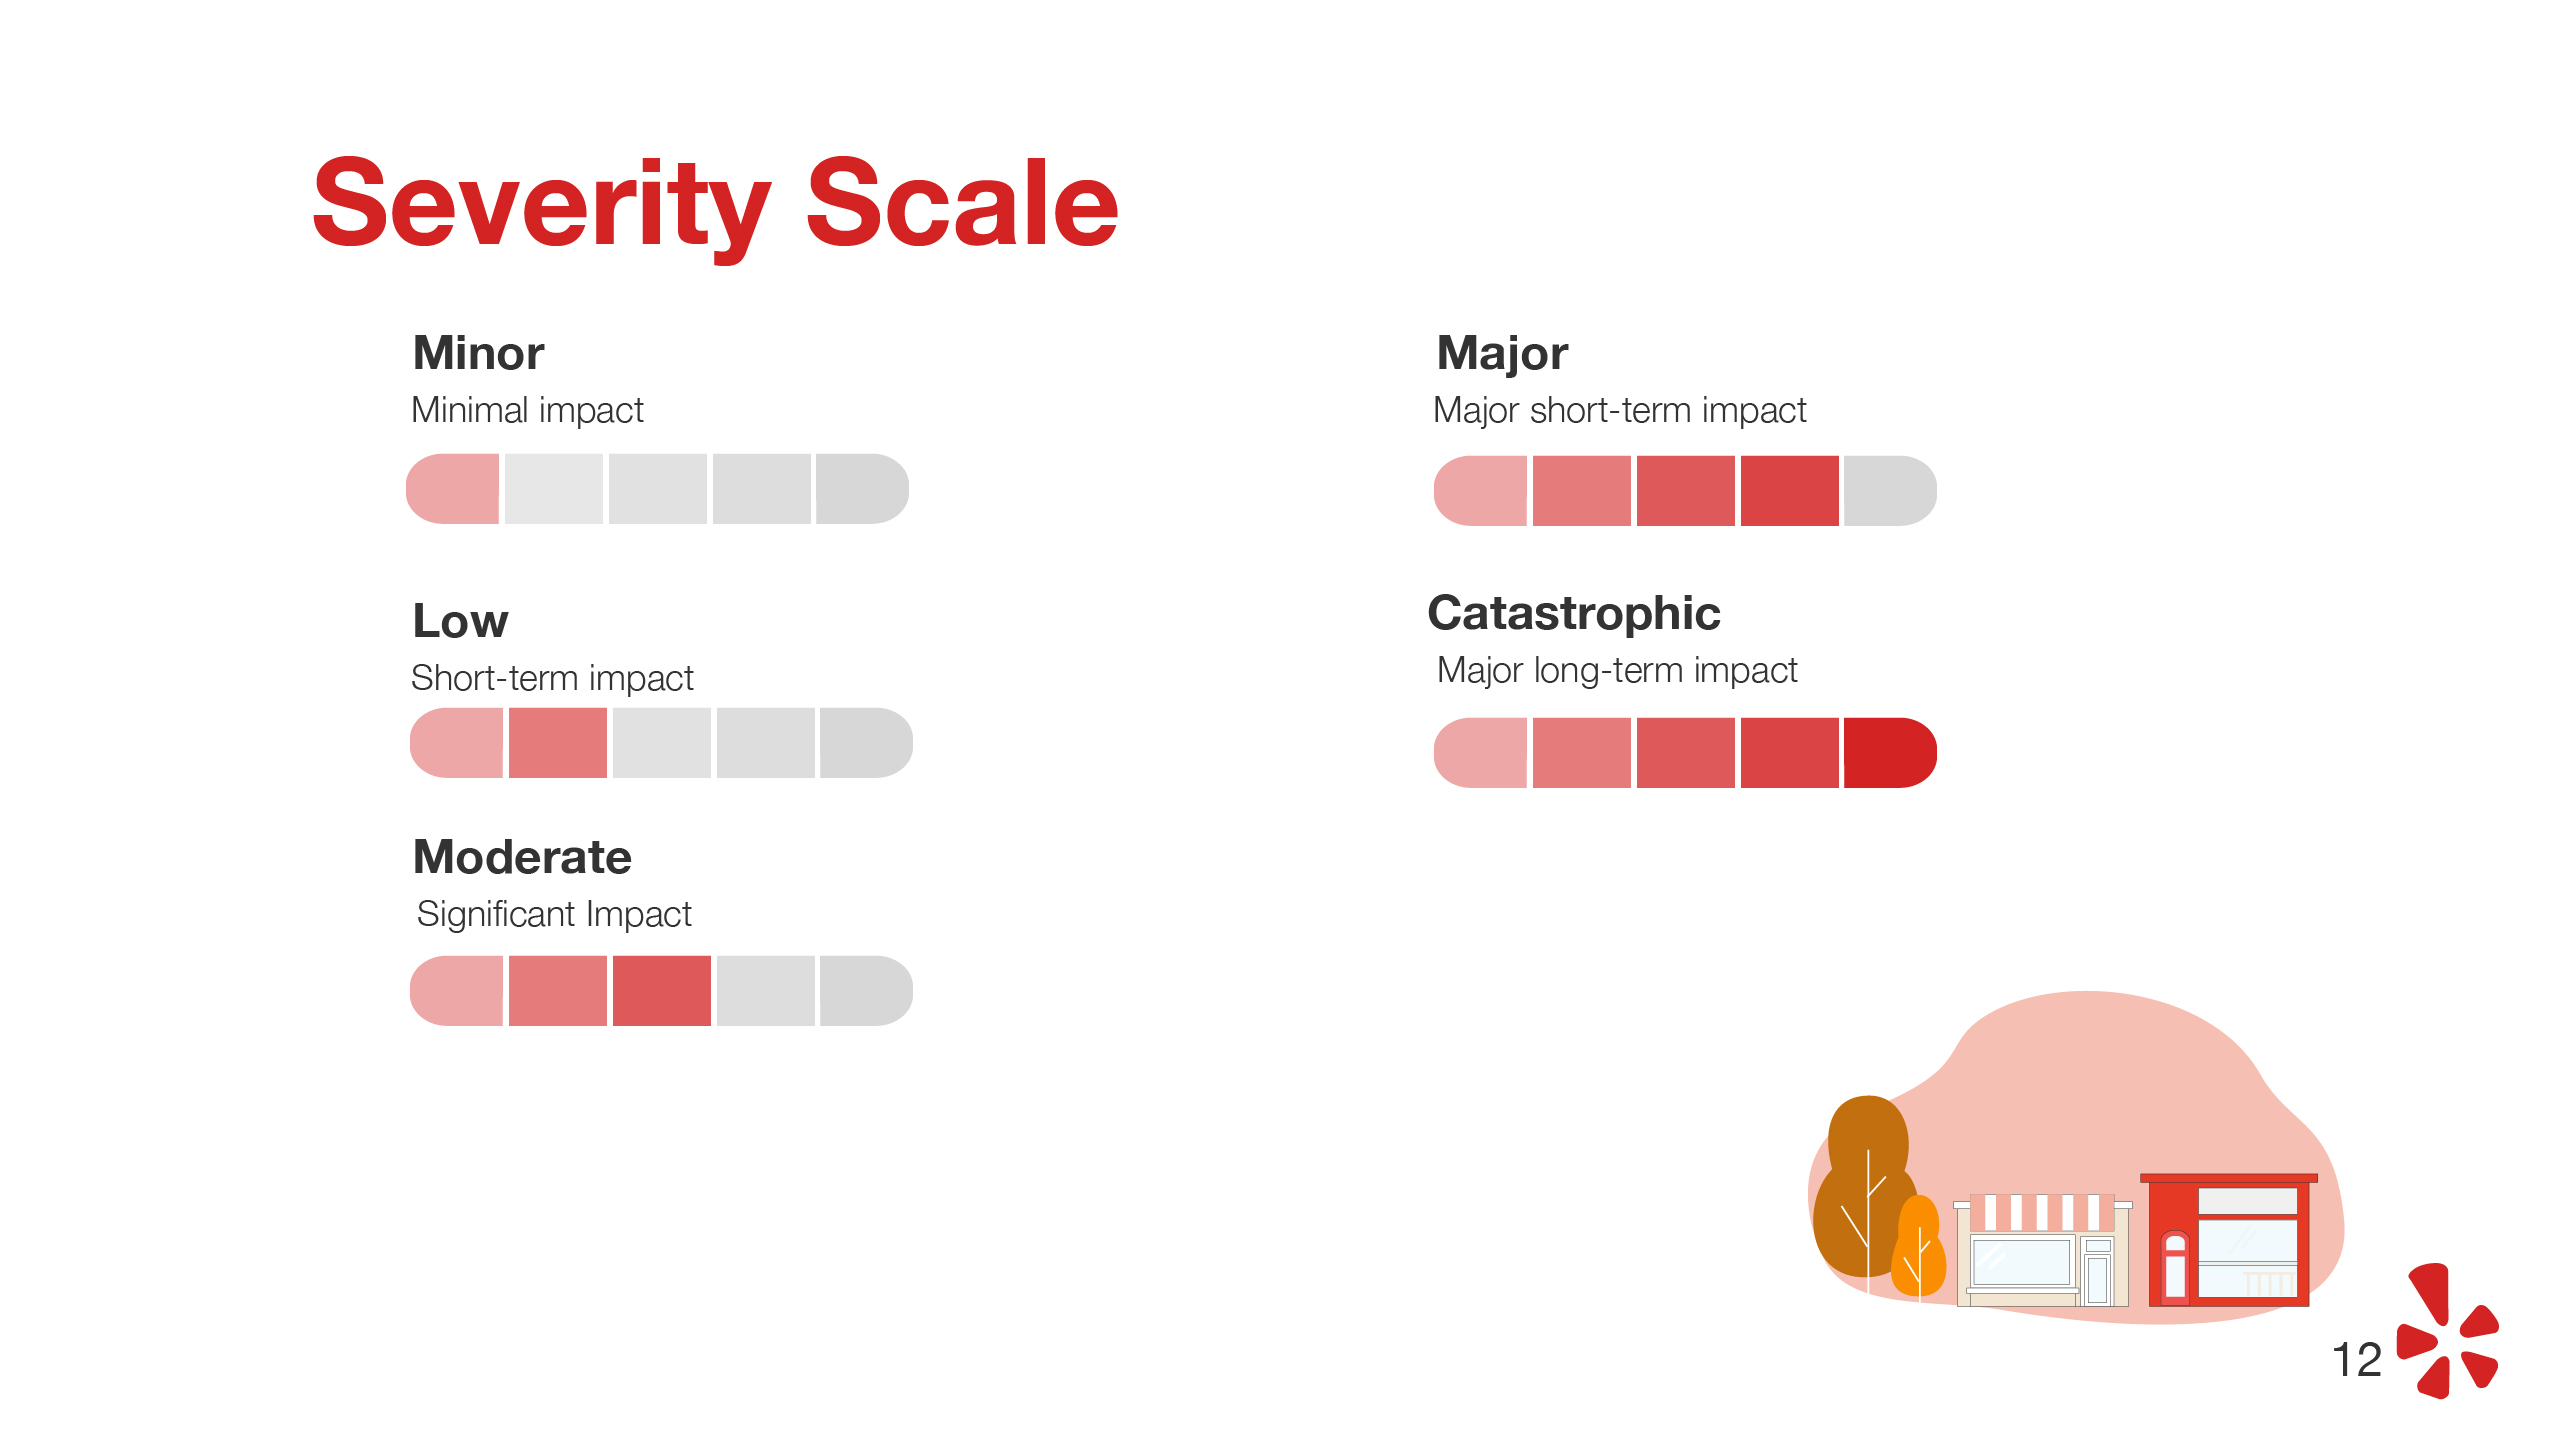 Severity Scale
Minor
Minimal impact
Low
Short-term impact
Moderate
Significant Impact
Major
Major short-term impact
Catastrophic
Major long-term impact
12